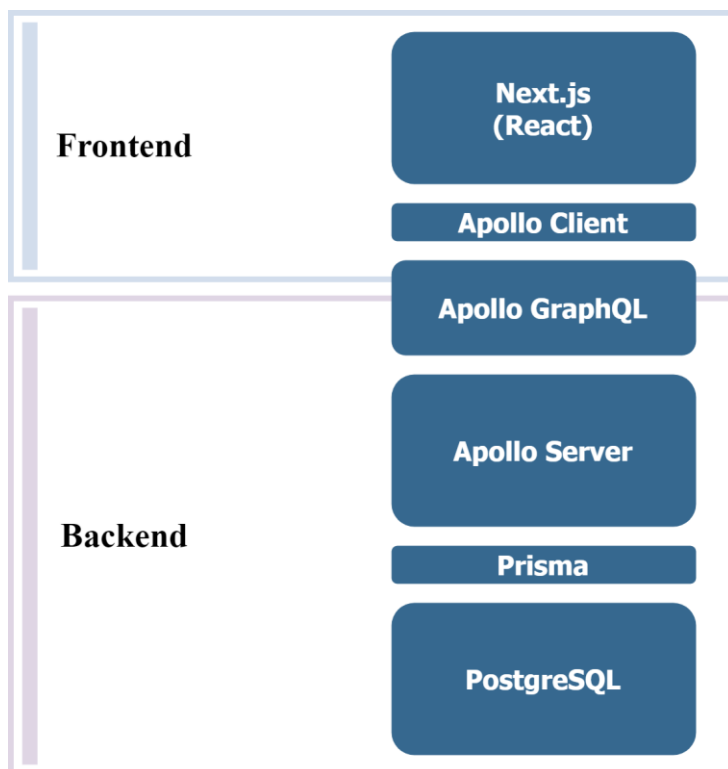 Frontend
Next.js
(React)
Apollo Client
Apollo GraphQL
Apollo Server
Backend
Prisma
PostgreSQL